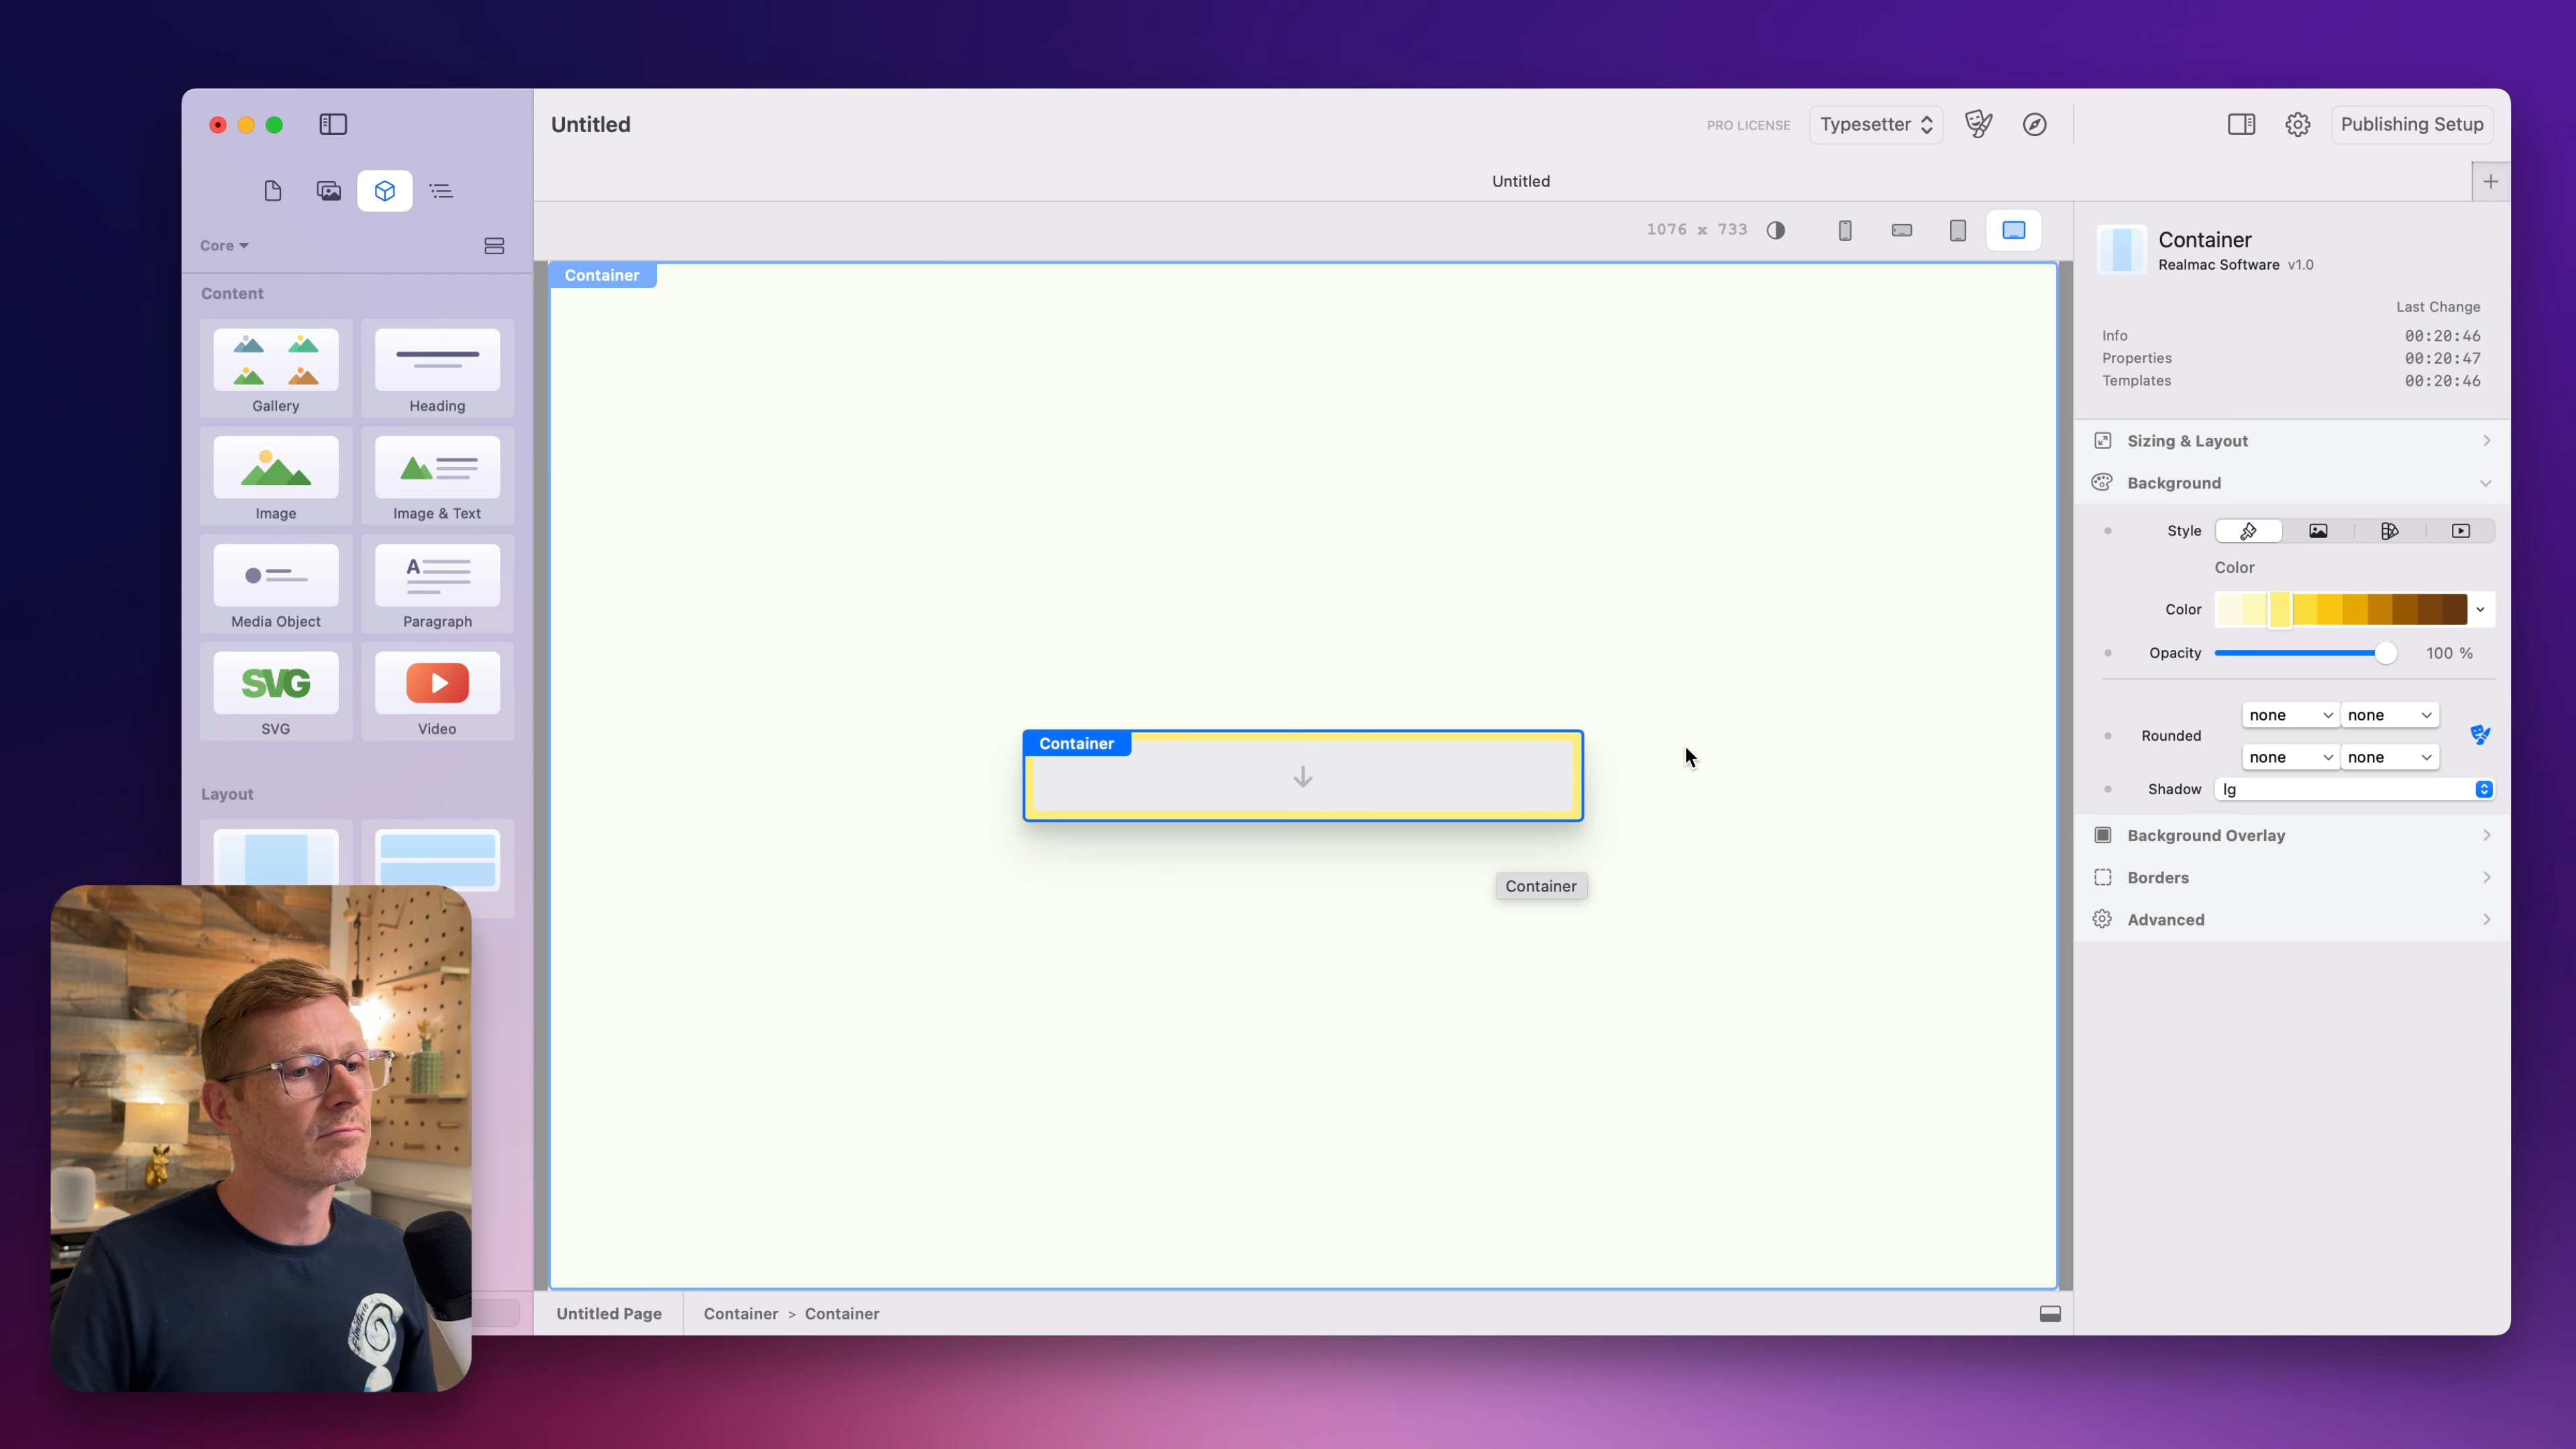 Untitled
PRO LICENSE
Typesetter
Publishing Setup
Untitled
Core
1076 x 733
Content
Gallery
Heading
Image
Image & Text
Media Object
A
Paragraph
SVG
SVG
Video
Layout
Container
Container
Container
Untitled Page
Container > Container
Container
Realmac Software v1.0
Last Change
Info 00:20:46
Properties 00:20:47
Templates 00:20:46
Sizing & Layout
Background
Style
Color
Color
Opacity 100 %
none none
Rounded
none none
Shadow lg
Background Overlay
Borders
Advanced